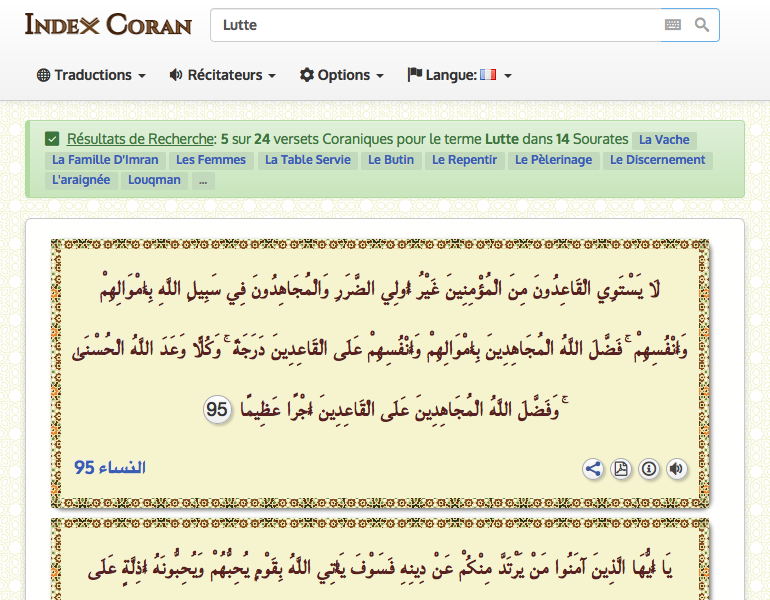 INDEX CORAN
Lutte
Traductions
Récitateurs
Options
Langue:
Résultats de Recherche: 5 sur 24 versets Coraniques pour le terme Lutte dans 14 Sourates La Vache
La Famille D'Imran Les Femmes La Table Servie Le Butin Le Repentir Le Pèlerinage Le Discernement
L'araignée Louqman ...
لَا يَسْتَوِي الْقَاعِدُونَ مِنَ الْمُؤْمِنِينَ غَيْرُ أُولِي الضَّرَرِ وَالْمُجَاهِدُونَ فِي سَبِيلِ اللَّهِ بِأَمْوَالِهِمْ
وَأَنْفُسِهِمْ ۚ فَضَّلَ اللَّهُ الْمُجَاهِدِينَ بِأَمْوَالِهِمْ وَأَنْفُسِهِمْ عَلَى الْقَاعِدِينَ دَرَجَةً ۚ وَكُلًّا وَعَدَ اللَّهُ الْحُسْنَىٰ
ۚ وَفَضَّلَ اللَّهُ الْمُجَاهِدِينَ عَلَى الْقَاعِدِينَ أَجْرًا عَظِيمًا 95
النساء 95
يَا أَيُّهَا الَّذِينَ آمَنُوا مَنْ يَرْتَدَّ مِنْكُمْ عَنْ دِينِهِ فَسَوْفَ يَأْتِي اللَّهُ بِقَوْمٍ يُحِبُّهُمْ وَيُحِبُّونَهُ أَذِلَّةٍ عَلَى